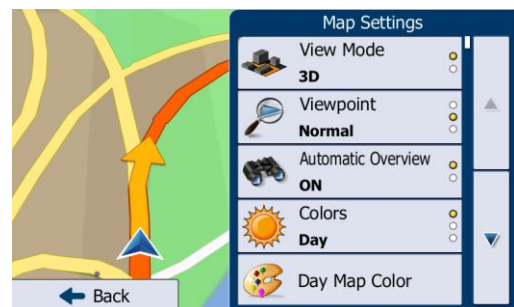 Map Settings
View Mode
3D
Viewpoint
Normal
Automatic Overview
ON
Colors
Day
Day Map Color
Back